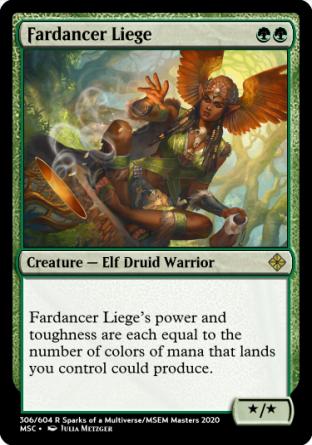 Fardancer Liege
Creature — Elf Druid Warrior
Fardancer Liege's power and
toughness are each equal to the
number of colors of mana that lands
you control could produce.
★/★
306/604 R Sparks of a Multiverse/MSEM Masters 2020
MSC • Julia Metzger